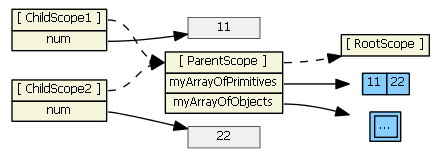 [ ChildScope1 ]
num
11
[ ParentScope ]
myArrayOfPrimitives
myArrayOfObjects
[ RootScope ]
11 22
...
[ ChildScope2 ]
num
22